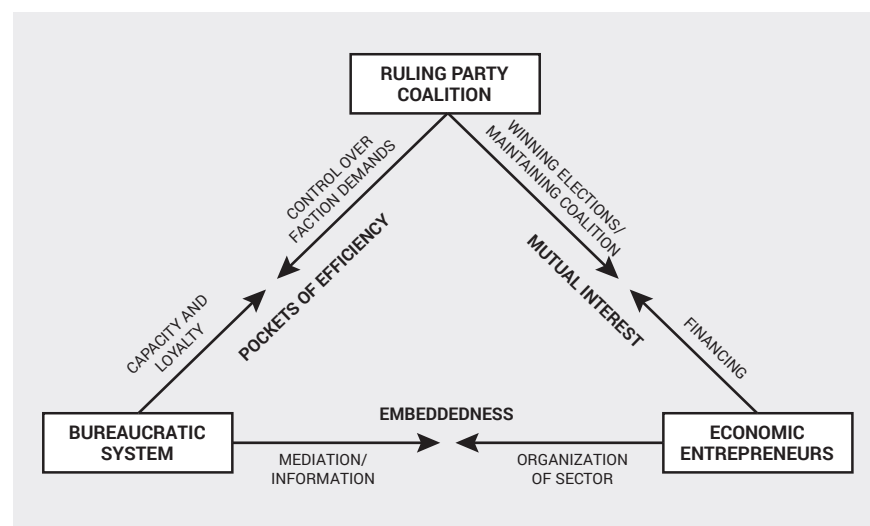 RULING PARTY
COALITION
CONTROL OVER
FACTION DEMANDS
WINNING ELECTIONS/
MAINTAINING COALITION
POCKETS OF EFFICIENCY
MUTUAL INTEREST
CAPACITY AND
LOYALTY
FINANCING
BUREAUCRATIC
SYSTEM
EMBEDDEDNESS
MEDIATION/
INFORMATION
ORGANIZATION
OF SECTOR
ECONOMIC
ENTREPRENEURS